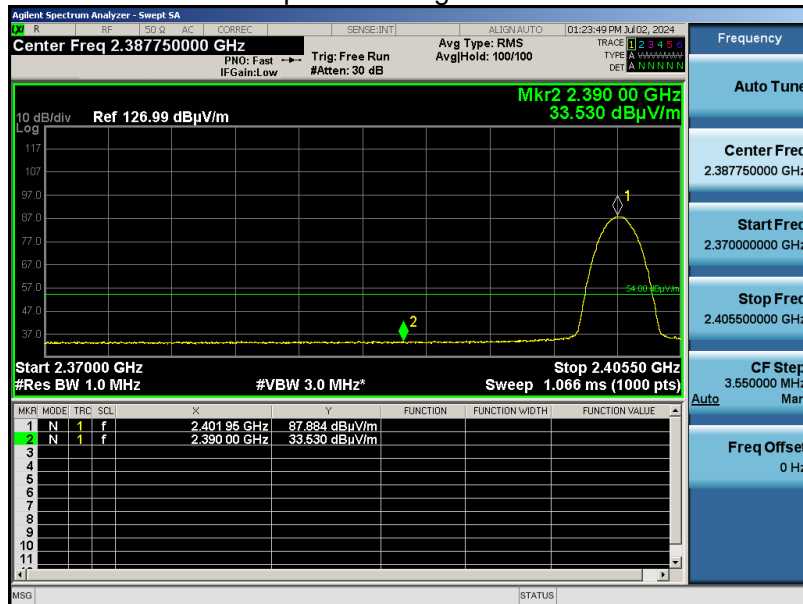 Agilent Spectrum Analyzer - Swept SA
LXI R RF 50 Ω AC CORREC SENSE:INT ALIGN AUTO 01:23:49 PM Jul 02, 2024
Center Freq 2.387750000 GHz
PNO: Fast
IFGain:Low
Trig: Free Run
#Atten: 30 dB
Avg Type: RMS
Avg|Hold: 100/100
TRACE 1 2 3 4 5 6
TYPE A WWWWW
DET A N N N N N
Mkr2 2.390 00 GHz
33.530 dBµV/m
10 dB/div Ref 126.99 dBµV/m
Log
117
107
97.0
87.0
77.0
67.0
57.0
47.0
37.0
1
54.00 dBµV/m
2
Start 2.37000 GHz Stop 2.40550 GHz
#Res BW 1.0 MHz #VBW 3.0 MHz* Sweep 1.066 ms (1000 pts)
MKR MODE TRC SCL X Y FUNCTION FUNCTION WIDTH FUNCTION VALUE
1 N 1 f 2.401 95 GHz 87.884 dBµV/m
2 N 1 f 2.390 00 GHz 33.530 dBµV/m
3
4
5
6
7
8
9
10
11
MSG STATUS
Frequency
Auto Tune
Center Freq
2.387750000 GHz
Start Freq
2.370000000 GHz
Stop Freq
2.405500000 GHz
CF Step
3.550000 MHz
Auto Man
Freq Offset
0 Hz